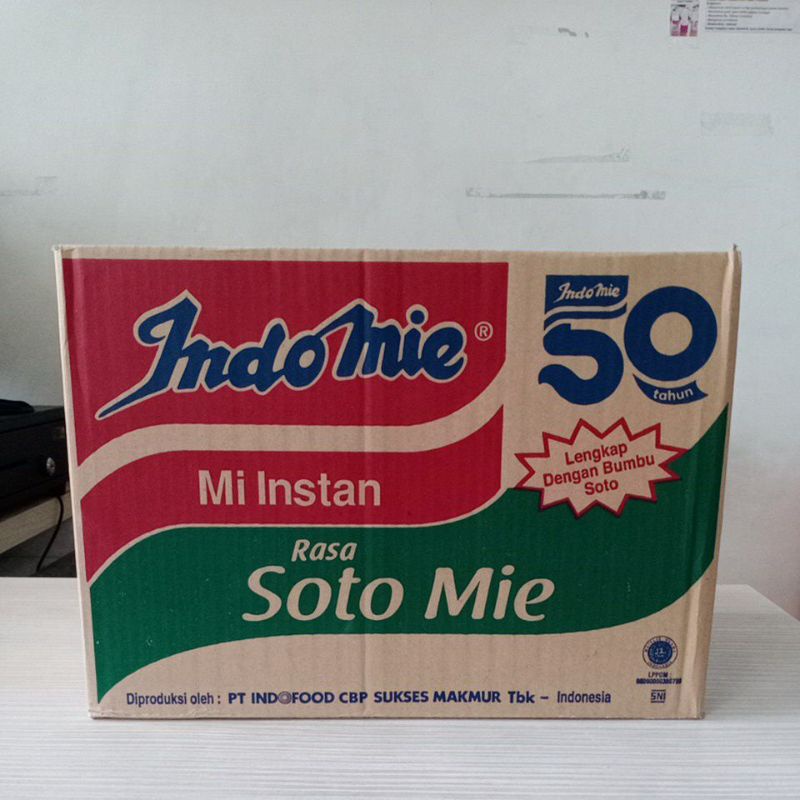 Indomie®
Indomie
50
tahun
Lengkap
Dengan Bumbu
Soto
Mi Instan
Rasa
Soto Mie
LPPOM
SNI
Diproduksi oleh : PT INDOFOOD CBP SUKSES MAKMUR Tbk – Indonesia